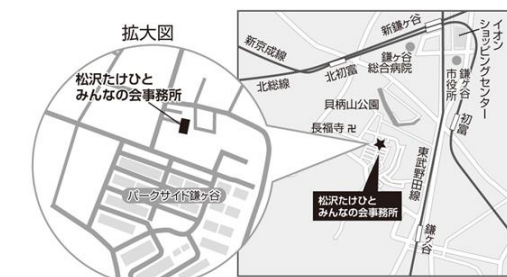 拡大図
松沢たけひと
みんなの会事務所
パークサイド鎌ヶ谷
新鎌ヶ谷
新京成線
北総線
北初富
鎌ヶ谷
総合病院
イオン
ショッピングセンター
鎌ヶ谷
市役所
初富
貝柄山公園
長福寺 卍
東武野田線
松沢たけひと
みんなの会事務所
鎌ヶ谷